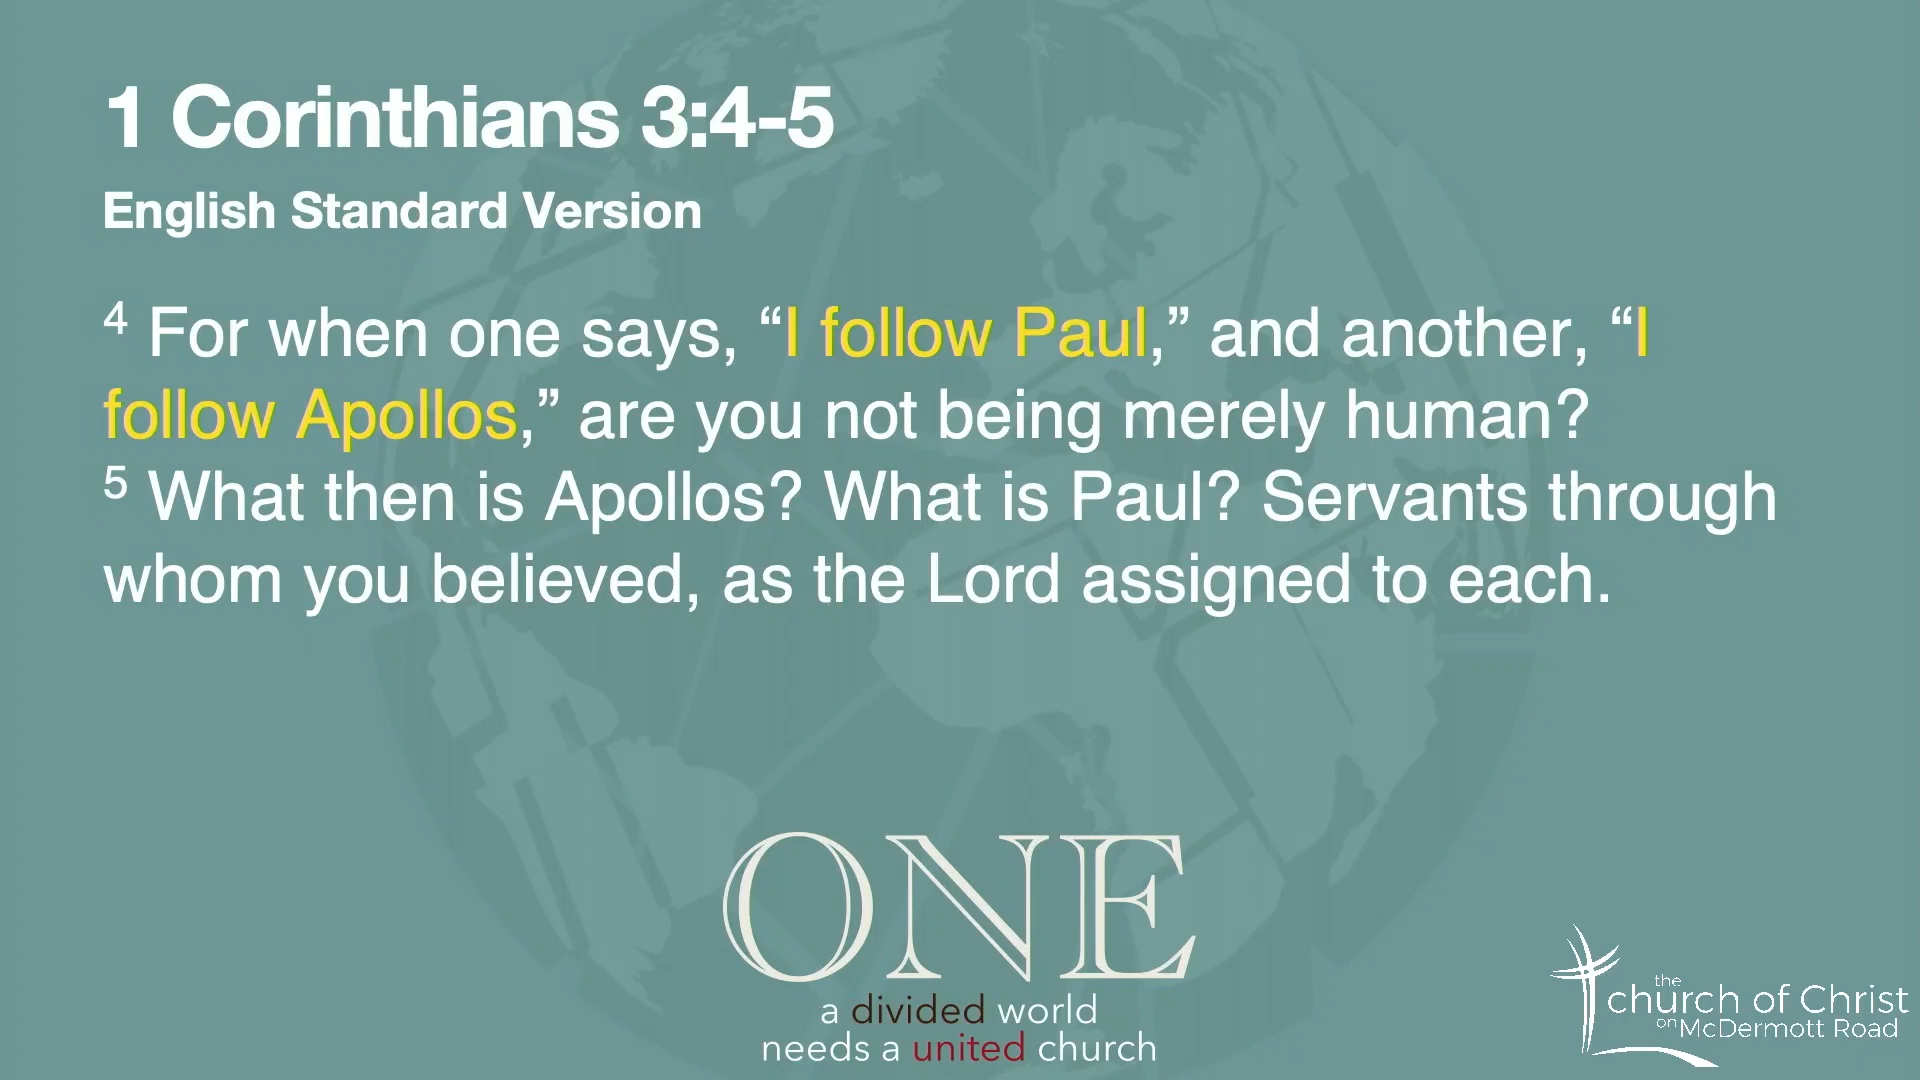 1 Corinthians 3:4-5
English Standard Version
4 For when one says, “I follow Paul,” and another, “I
follow Apollos,” are you not being merely human?
5 What then is Apollos? What is Paul? Servants through
whom you believed, as the Lord assigned to each.
ONE
a divided world
needs a united church
the
church of Christ
on McDermott Road